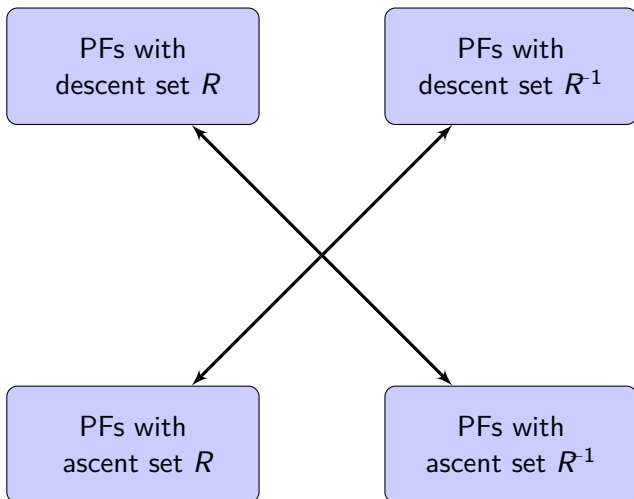 PFs with
descent set R
PFs with
descent set R⁻¹
PFs with
ascent set R
PFs with
ascent set R⁻¹